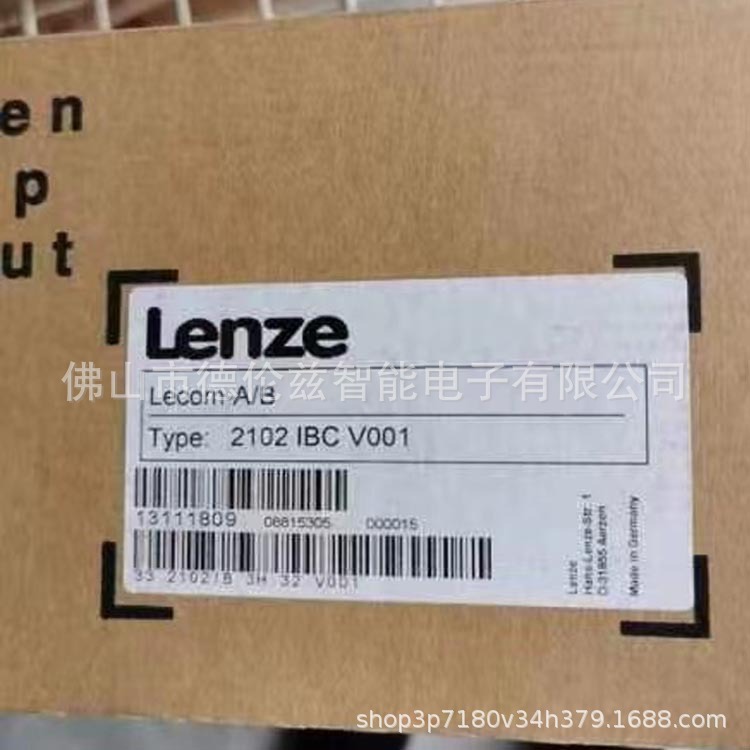 en
p
ut
Lenze
佛山市德伦兹智能电子有限公司
Lecom A/B
Type: 2102 IBC V001
13111809 08815305 000015
33 2102IB 3H 32 V001
Lenze
Hans-Lenze-Str. 1
D-31855 Aerzen
Made in Germany
shop3p7180v34h379.1688.com